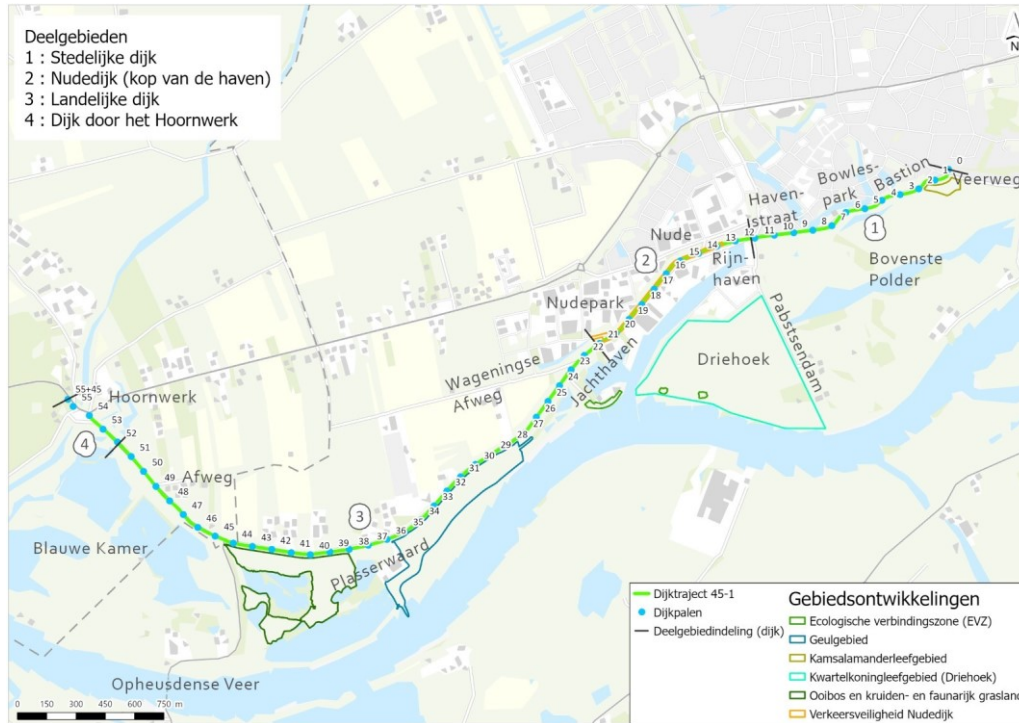 Deelgebieden
1 : Stedelijke dijk
2 : Nudedijk (kop van de haven)
3 : Landelijke dijk
4 : Dijk door het Hoornwerk
N
0
1
2
Veerweg
3
Bastion
4
5
Bowles-
park
6
7
8
1
9
10
11
Haven-
straat
12
13
14
15
Nude
Rijn-
haven
2
16
17
18
19
20
21
22
Nudepark
Bovenste
Polder
Pabstsendam
Driehoek
Jachthaven
23
24
25
26
27
28
29
30
31
32
33
34
35
36
37
38
39
40
41
42
43
44
45
46
47
48
49
50
51
52
53
54
55
55+45
Wageningse
Afweg
Hoornwerk
4
Afweg
3
Plasserwaard
Blauwe Kamer
Opheusdense Veer
0 150 300 450 600 750 m
Dijktraject 45-1
Dijkpalen
Deelgebiedindeling (dijk)
Gebiedsontwikkelingen
Ecologische verbindingszone (EVZ)
Geulgebied
Kamsalamanderleefgebied
Kwartelkoningleefgebied (Driehoek)
Ooibos en kruiden- en faunarijk grasland
Verkeersveiligheid Nudedijk